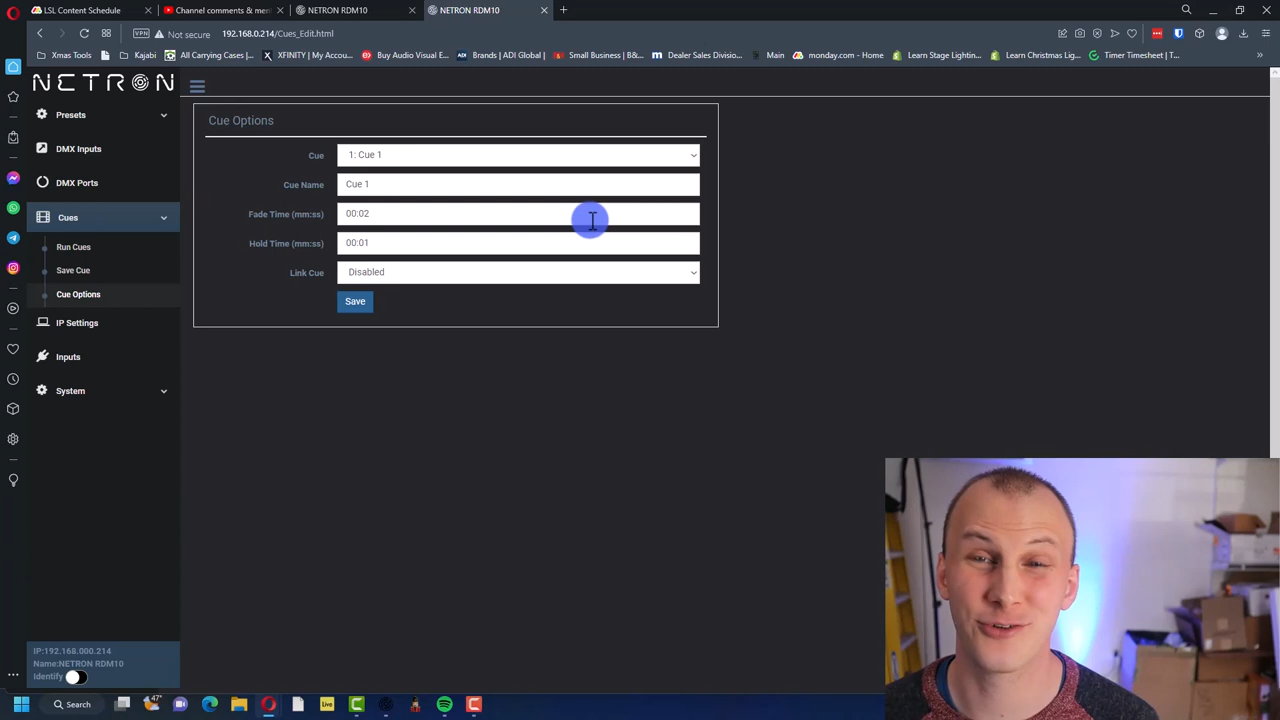 LSL Content Schedule
Channel comments & men
NETRON RDM10
NETRON RDM10
VPN
Not secure
192.168.0.214/Cues_Edit.html
Xmas Tools
Kajabi
All Carrying Cases |...
XFINITY | My Accou...
Buy Audio Visual E...
Brands | ADI Global |
Small Business | B&...
Dealer Sales Division...
Main
monday.com - Home
Learn Stage Lightin...
Learn Christmas Lig...
Timer Timesheet | T...
NETRON
Presets
DMX Inputs
DMX Ports
Cues
Run Cues
Save Cue
Cue Options
IP Settings
Inputs
System
Cue Options
Cue
1: Cue 1
Cue Name
Cue 1
Fade Time (mm:ss)
00:02
Hold Time (mm:ss)
00:01
Link Cue
Disabled
Save
IP:192.168.000.214
Name:NETRON RDM10
Identify
Search
47°
Live